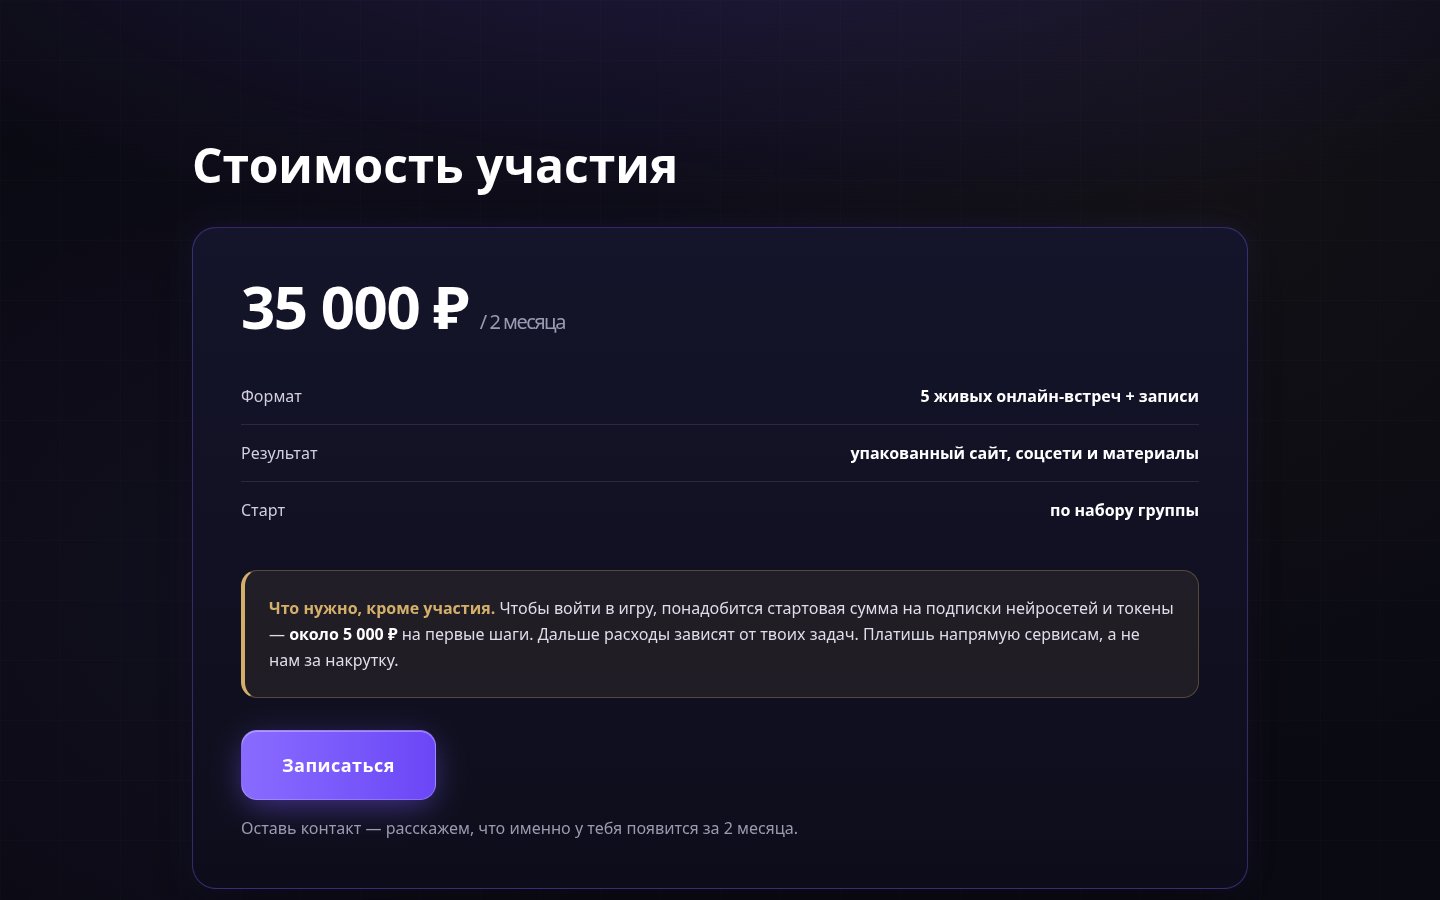 Стоимость участия
35 000 ₽ / 2 месяца
Формат 5 живых онлайн-встреч + записи
Результат упакованный сайт, соцсети и материалы
Старт по набору группы
Что нужно, кроме участия. Чтобы войти в игру, понадобится стартовая сумма на подписки нейросетей и токены
— около 5 000 ₽ на первые шаги. Дальше расходы зависят от твоих задач. Платишь напрямую сервисам, а не
нам за накрутку.
Записаться
Оставь контакт — расскажем, что именно у тебя появится за 2 месяца.